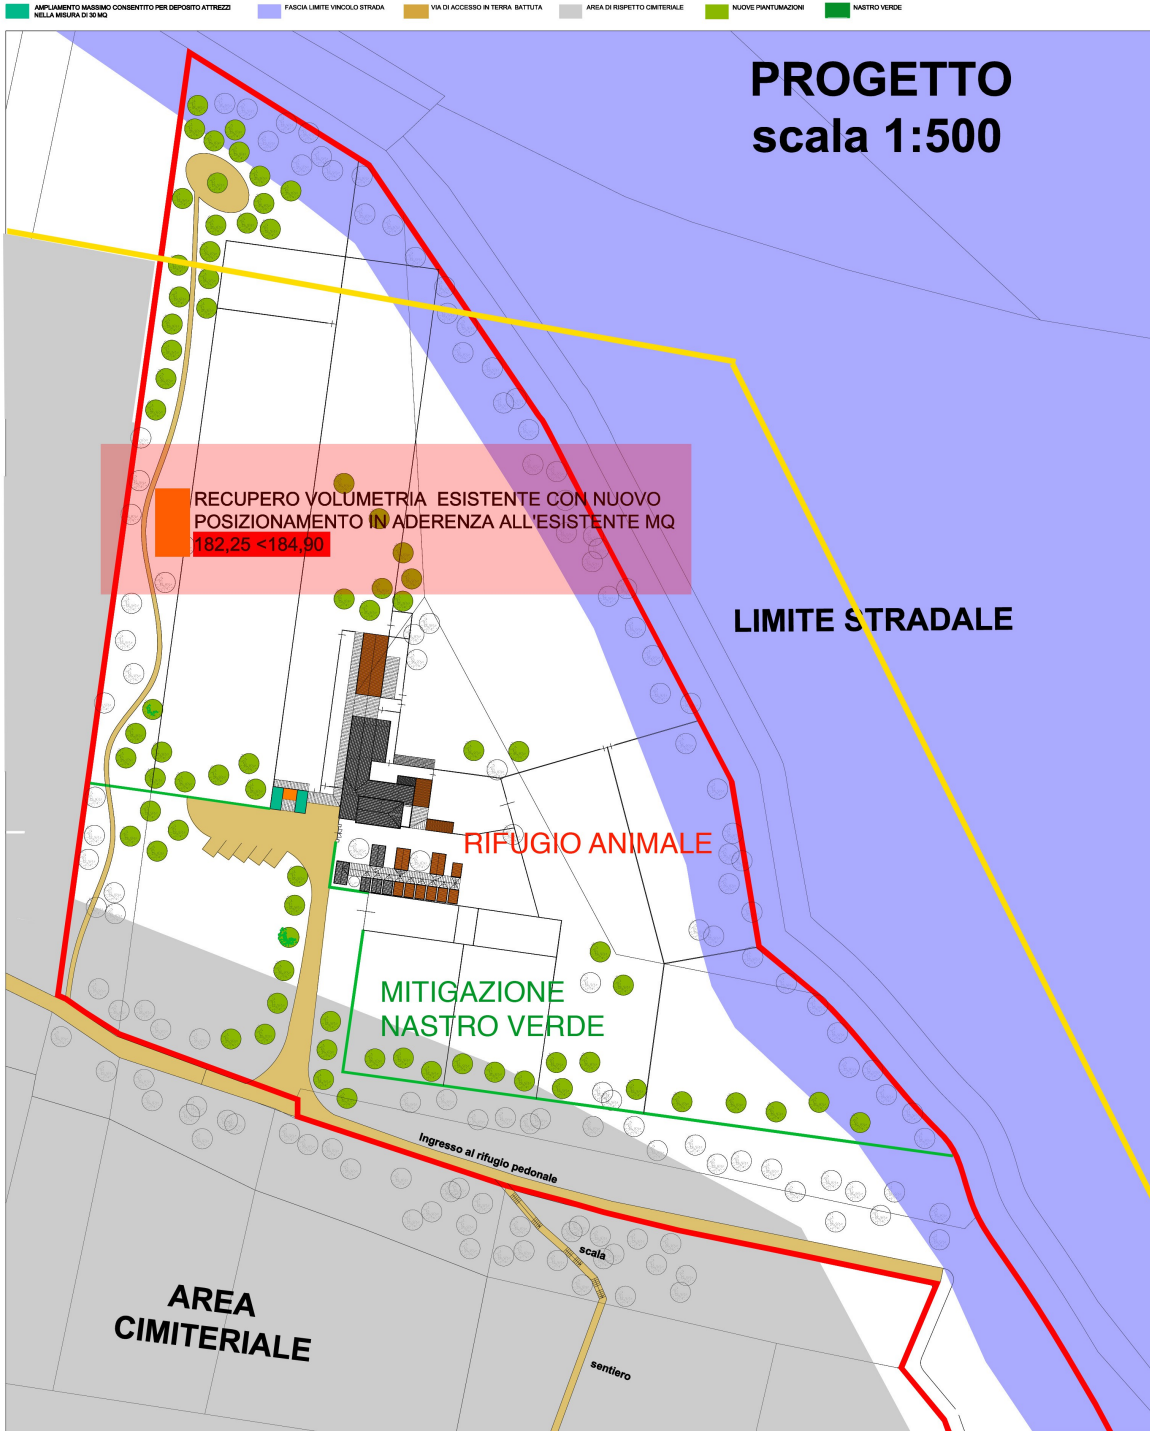 AMPLIAMENTO MASSIMO CONSENTITO PER DEPOSITO ATTREZZI
NELLA MISURA DI 30 MQ
FASCIA LIMITE VINCOLO STRADA
VIA DI ACCESSO IN TERRA BATTUTA
AREA DI RISPETTO CIMITERIALE
NUOVE PIANTUMAZIONI
NASTRO VERDE
PROGETTO
scala 1:500
RECUPERO VOLUMETRIA ESISTENTE CON NUOVO
POSIZIONAMENTO IN ADERENZA ALL'ESISTENTE MQ
182,25 <184,90
LIMITE STRADALE
RIFUGIO ANIMALE
MITIGAZIONE
NASTRO VERDE
Ingresso al rifugio pedonale
scala
AREA
CIMITERIALE
sentiero